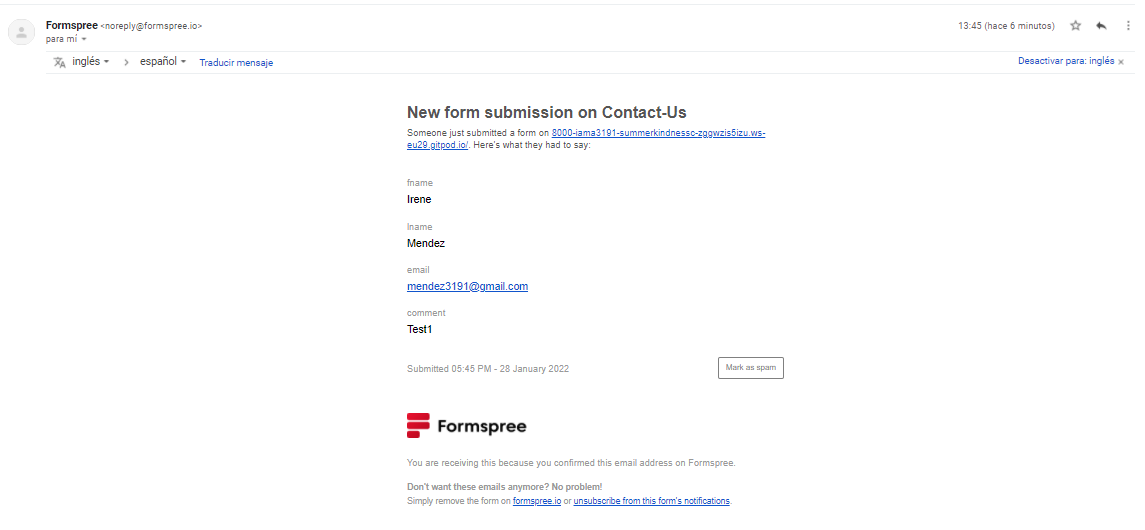 Formspree <noreply@formspree.io>
13:45 (hace 6 minutos)
para mí
inglés > español Traducir mensaje
Desactivar para: inglés x
New form submission on Contact-Us
Someone just submitted a form on 8000-iama3191-summerkindnessc-zggwzis5izu.ws-
eu29.gitpod.io/. Here's what they had to say:
fname
Irene
lname
Mendez
email
mendez3191@gmail.com
comment
Test1
Submitted 05:45 PM - 28 January 2022
Mark as spam
Formspree
You are receiving this because you confirmed this email address on Formspree.
Don't want these emails anymore? No problem!
Simply remove the form on formspree.io or unsubscribe from this form's notifications.